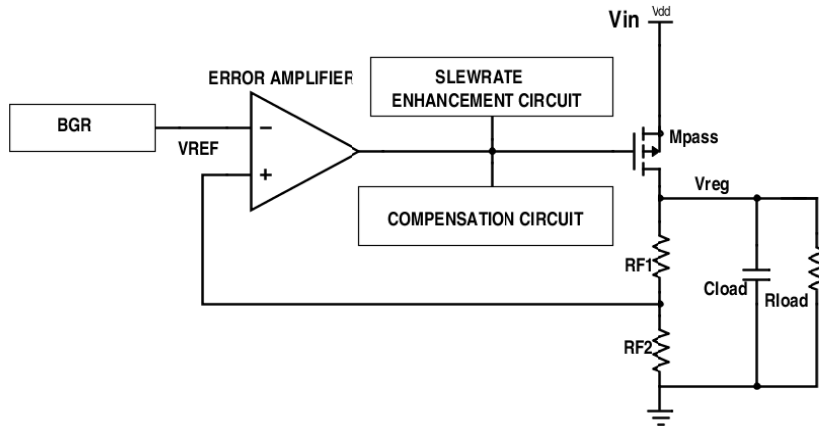 Vin
Vdd
ERROR AMPLIFIER
SLEWRATE
ENHANCEMENT CIRCUIT
BGR
VREF
−
+
Mpass
Vreg
COMPENSATION CIRCUIT
RF1
Cload
Rload
RF2